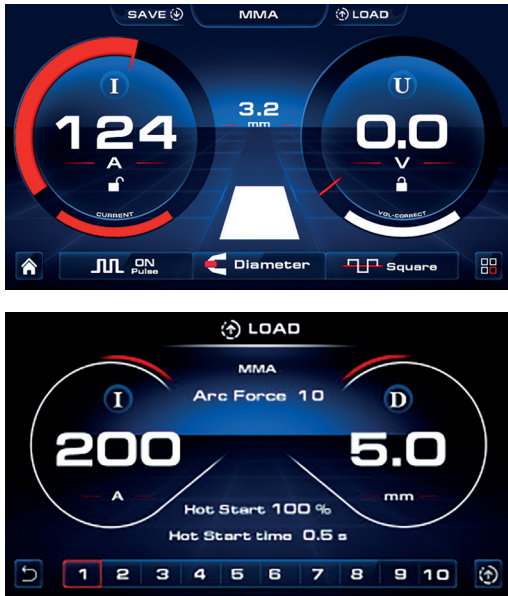 SAVE MMA LOAD
I U
3.2
mm
124 0.0
A V
CURRENT VOL-CORRECT
ON
Pulse
Diameter
Square
LOAD
MMA
Arc Force 10
I D
200 5.0
A mm
Hot Start 100 %
Hot Start time 0.5 s
1 2 3 4 5 6 7 8 9 10